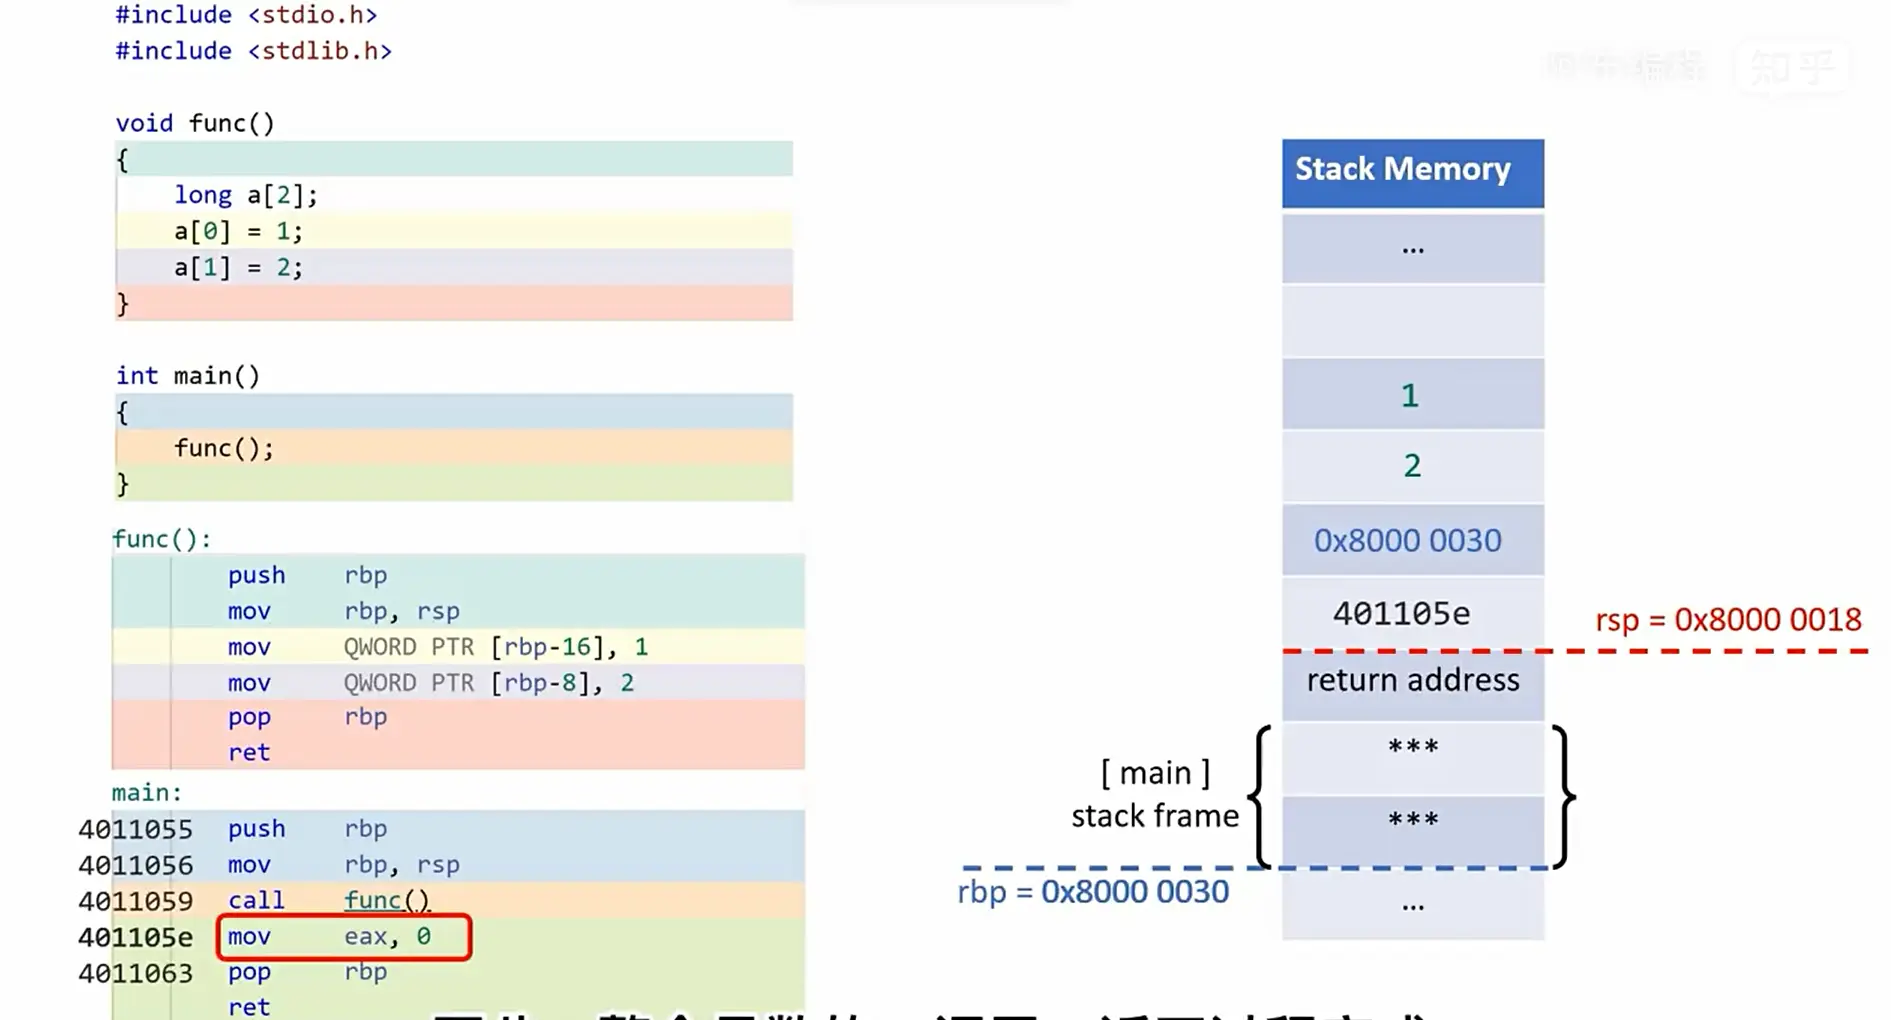 #include <stdio.h>
#include <stdlib.h>
知乎
void func()
{
long a[2];
a[0] = 1;
a[1] = 2;
}
int main()
{
func();
}
func():
push rbp
mov rbp, rsp
mov QWORD PTR [rbp-16], 1
mov QWORD PTR [rbp-8], 2
pop rbp
ret
main:
4011055 push rbp
4011056 mov rbp, rsp
4011059 call func()
401105e mov eax, 0
4011063 pop rbp
ret
Stack Memory
...
1
2
0x8000 0030
401105e
rsp = 0x8000 0018
return address
[ main ]
stack frame
***
***
rbp = 0x8000 0030
...